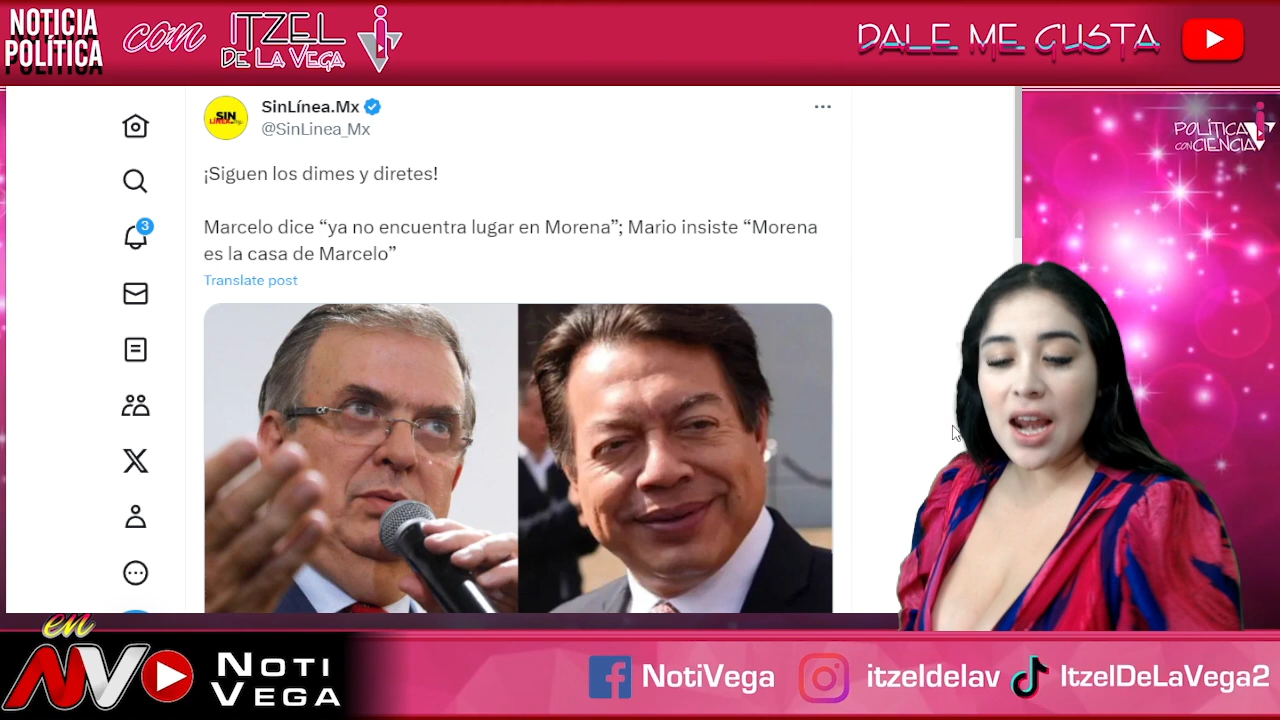 NOTICIA
POLÍTICA
con
ITZEL
DE LA VEGA
DALE ME GUSTA
SIN
SinLínea.Mx
@SinLinea_Mx
POLÍTICA
CON CIENCIA
¡Siguen los dimes y diretes!
3
Marcelo dice “ya no encuentra lugar en Morena”; Mario insiste “Morena
es la casa de Marcelo”
Translate post
en
NV
NOTI
VEGA
NotiVega
itzeldelav
ItzelDeLaVega2